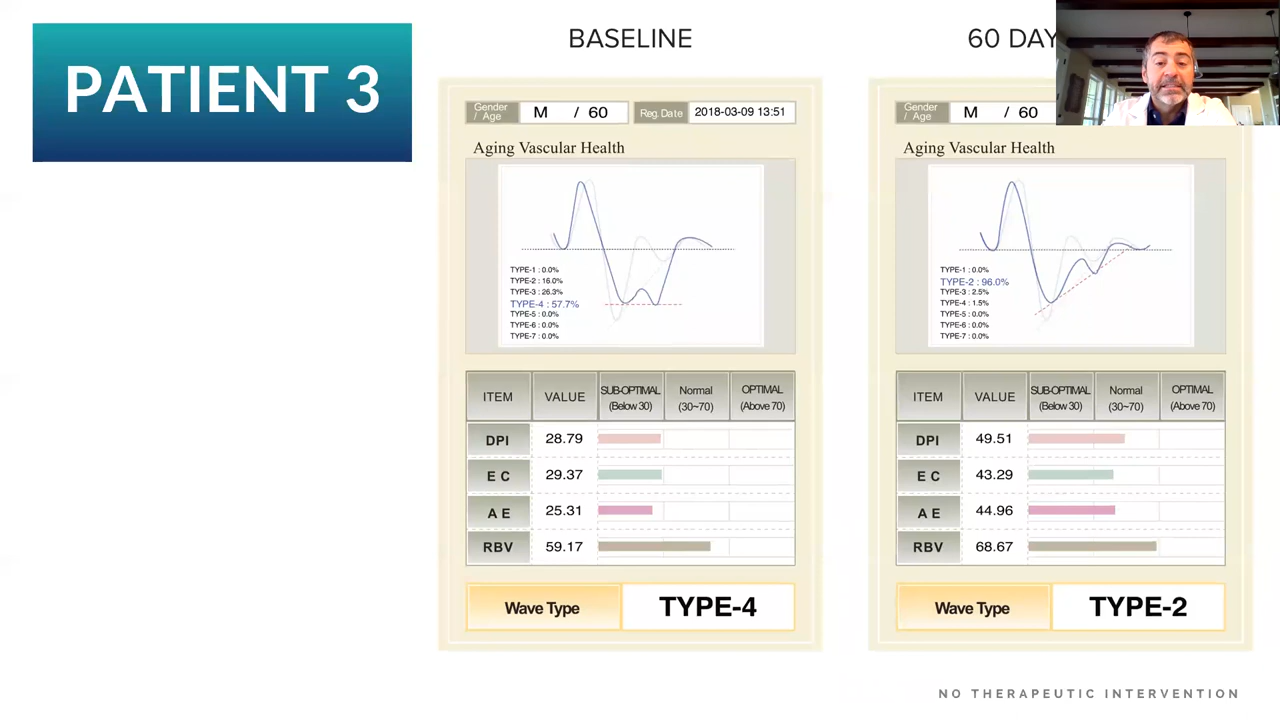 PATIENT 3
BASELINE
Gender / Age M / 60 Reg. Date 2018-03-09 13:51
Aging Vascular Health
TYPE-1 : 0.0%
TYPE-2 : 16.0%
TYPE-3 : 26.3%
TYPE-4 : 57.7%
TYPE-5 : 0.0%
TYPE-6 : 0.0%
TYPE-7 : 0.0%
ITEM VALUE SUB-OPTIMAL (Below 30) Normal (30~70) OPTIMAL (Above 70)
DPI 28.79
E C 29.37
A E 25.31
RBV 59.17
Wave Type TYPE-4
60 DAY
Gender / Age M / 60
Aging Vascular Health
TYPE-1 : 0.0%
TYPE-2 : 96.0%
TYPE-3 : 2.5%
TYPE-4 : 1.5%
TYPE-5 : 0.0%
TYPE-6 : 0.0%
TYPE-7 : 0.0%
ITEM VALUE SUB-OPTIMAL (Below 30) Normal (30~70) OPTIMAL (Above 70)
DPI 49.51
E C 43.29
A E 44.96
RBV 68.67
Wave Type TYPE-2
NO THERAPEUTIC INTERVENTION